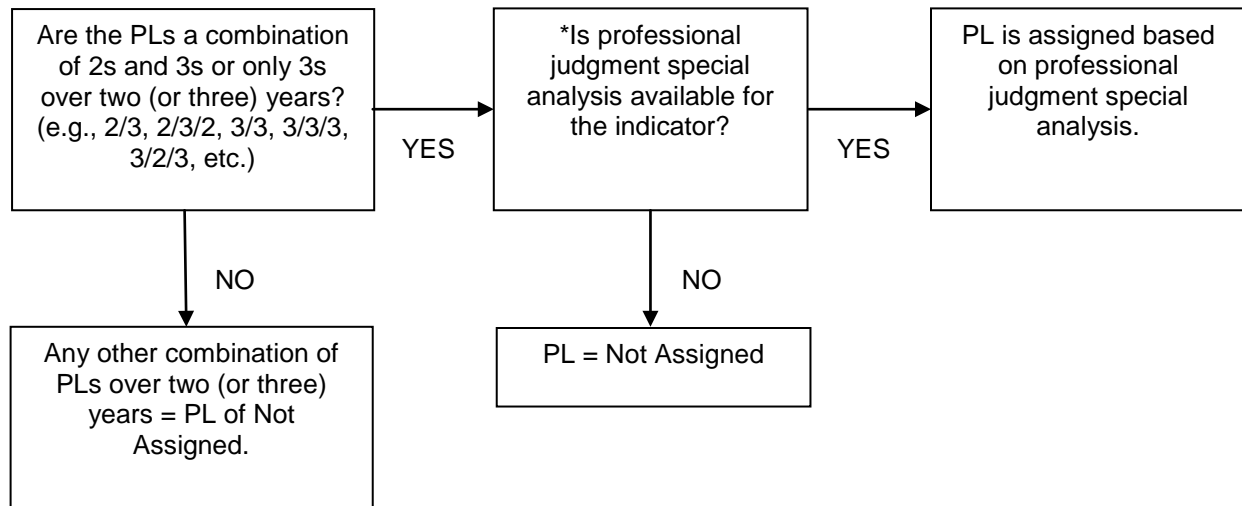 Are the PLs a combination
of 2s and 3s or only 3s
over two (or three) years?
(e.g., 2/3, 2/3/2, 3/3, 3/3/3,
3/2/3, etc.)
YES
*Is professional
judgment special
analysis available for
the indicator?
YES
PL is assigned based
on professional
judgment special
analysis.
NO
NO
Any other combination of
PLs over two (or three)
years = PL of Not
Assigned.
PL = Not Assigned